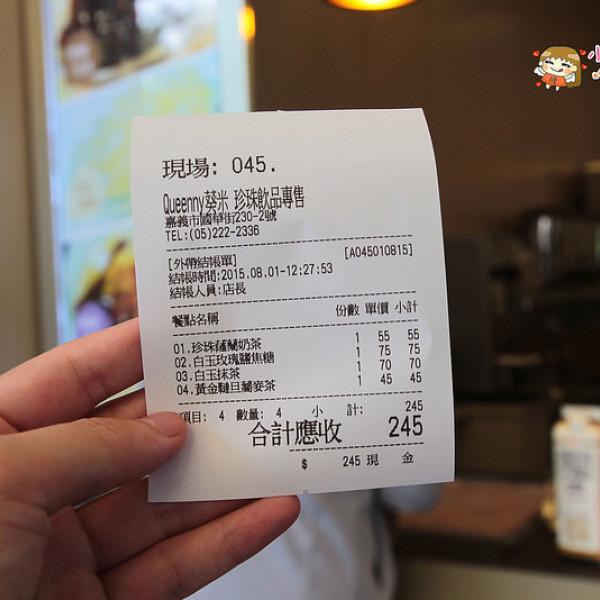 現場: 045.
Queenny葵米 珍珠飲品專售
嘉義市國華街230-2號
TEL:(05)222-2336
[外帶結帳單] [A045010815]
結帳時間:2015.08.01-12:27:53
結帳人員:店長
餐點名稱 份數 單價 小計
01.珍珠薩蘭奶茶 1 55 55
02.白玉玫瑰鹽焦糖 1 75 75
03.白玉抹茶 1 70 70
04.黃金韃旦蕎麥茶 1 45 45
項目: 4 數量: 4 小 計: 245
合計應收 245
$ 245 現 金
小